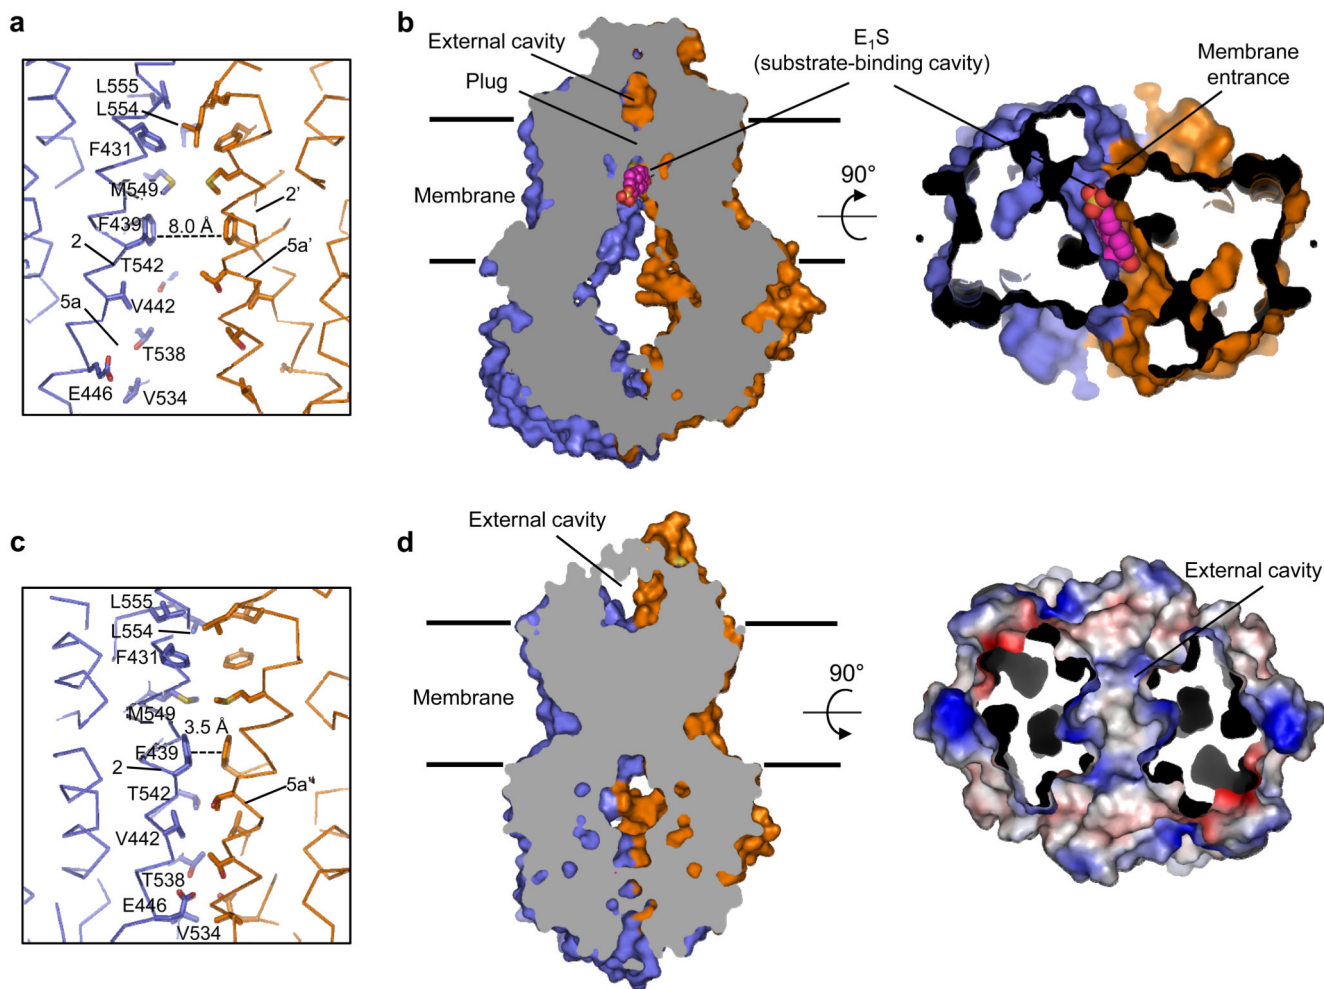 a
L555
L554
F431
M549
F439
8.0 Å
2'
2
5a'
T542
5a
V442
T538
E446
V534
b
External cavity
Plug
Membrane
E₁S
(substrate-binding cavity)
Membrane
entrance
90°
c
L555
L554
F431
M549
3.5 Å
F439
2
T542
5a'
V442
T538
E446
V534
d
External cavity
Membrane
90°
External cavity